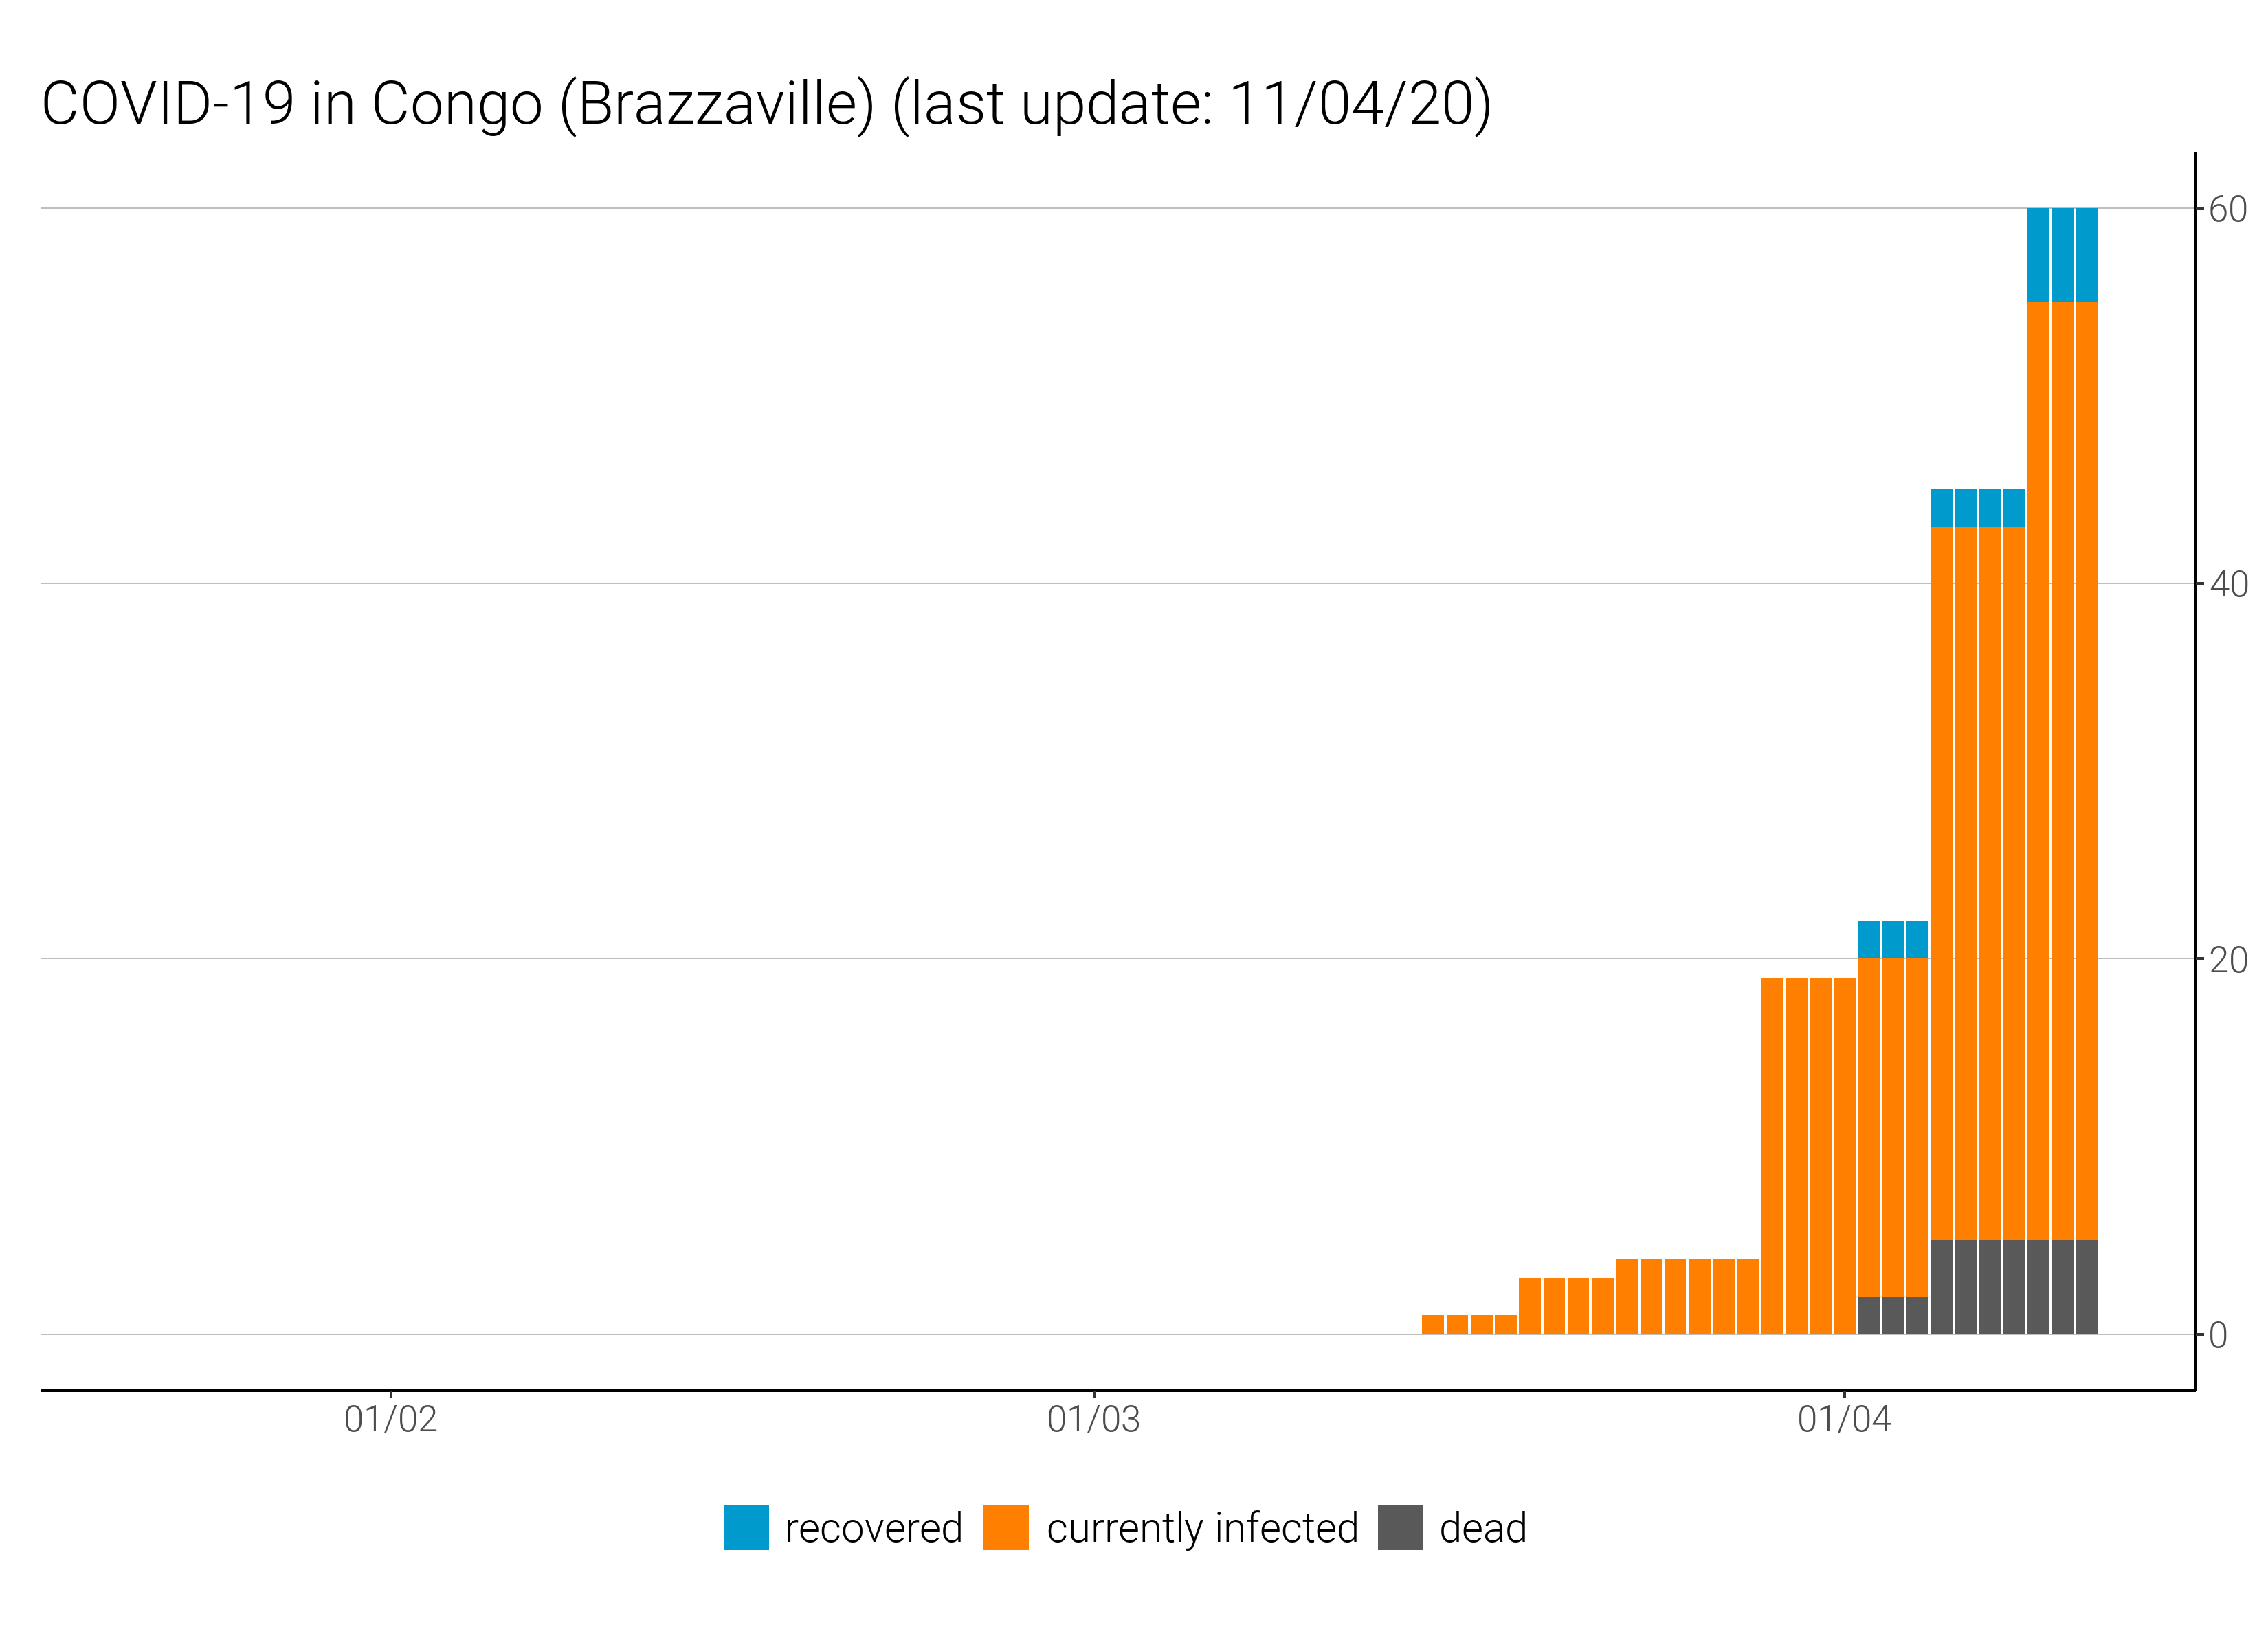 COVID-19 in Congo (Brazzaville) (last update: 11/04/20)
60
40
20
0
01/02 01/03 01/04
recovered currently infected dead